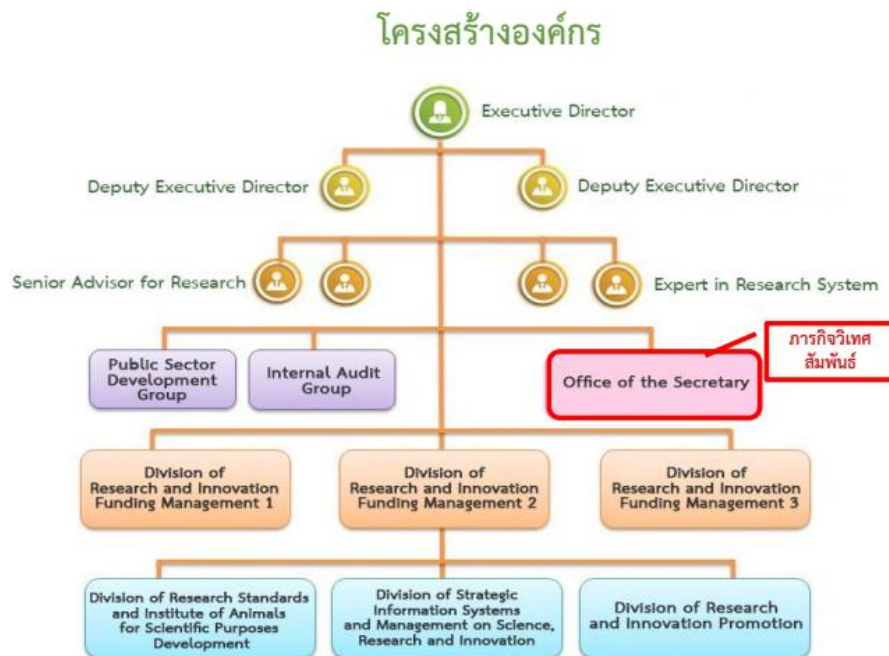 โครงสร้างองค์กร
Executive Director
Deputy Executive Director
Deputy Executive Director
Senior Advisor for Research
Expert in Research System
Public Sector
Development
Group
Internal Audit
Group
Office of the Secretary
ภารกิจวิเทศ
สัมพันธ์
Division of
Research and Innovation
Funding Management 1
Division of
Research and Innovation
Funding Management 2
Division of
Research and Innovation
Funding Management 3
Division of Research Standards
and Institute of Animals
for Scientific Purposes
Development
Division of Strategic
Information Systems
and Management on Science,
Research and Innovation
Division of Research
and Innovation Promotion